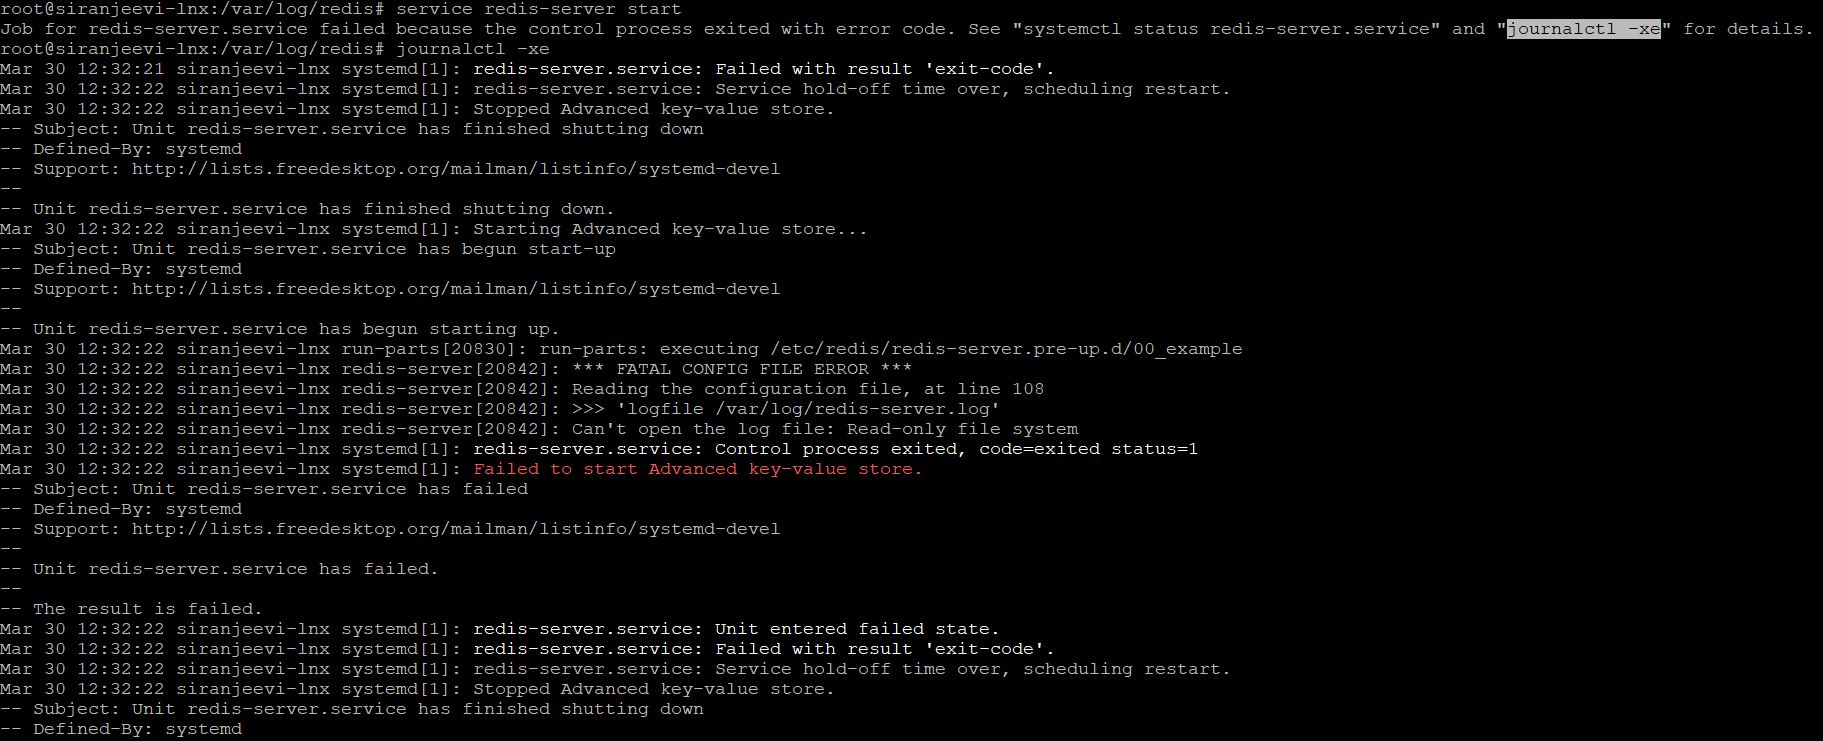 root@siranjeevi-lnx:/var/log/redis# service redis-server start
Job for redis-server.service failed because the control process exited with error code. See "systemctl status redis-server.service" and "journalctl -xe" for details.
root@siranjeevi-lnx:/var/log/redis# journalctl -xe
Mar 30 12:32:21 siranjeevi-lnx systemd[1]: redis-server.service: Failed with result 'exit-code'.
Mar 30 12:32:22 siranjeevi-lnx systemd[1]: redis-server.service: Service hold-off time over, scheduling restart.
Mar 30 12:32:22 siranjeevi-lnx systemd[1]: Stopped Advanced key-value store.
-- Subject: Unit redis-server.service has finished shutting down
-- Defined-By: systemd
-- Support: http://lists.freedesktop.org/mailman/listinfo/systemd-devel
--
-- Unit redis-server.service has finished shutting down.
Mar 30 12:32:22 siranjeevi-lnx systemd[1]: Starting Advanced key-value store...
-- Subject: Unit redis-server.service has begun start-up
-- Defined-By: systemd
-- Support: http://lists.freedesktop.org/mailman/listinfo/systemd-devel
--
-- Unit redis-server.service has begun starting up.
Mar 30 12:32:22 siranjeevi-lnx run-parts[20830]: run-parts: executing /etc/redis/redis-server.pre-up.d/00_example
Mar 30 12:32:22 siranjeevi-lnx redis-server[20842]: *** FATAL CONFIG FILE ERROR ***
Mar 30 12:32:22 siranjeevi-lnx redis-server[20842]: Reading the configuration file, at line 108
Mar 30 12:32:22 siranjeevi-lnx redis-server[20842]: >>> 'logfile /var/log/redis-server.log'
Mar 30 12:32:22 siranjeevi-lnx redis-server[20842]: Can't open the log file: Read-only file system
Mar 30 12:32:22 siranjeevi-lnx systemd[1]: redis-server.service: Control process exited, code=exited status=1
Mar 30 12:32:22 siranjeevi-lnx systemd[1]: Failed to start Advanced key-value store.
-- Subject: Unit redis-server.service has failed
-- Defined-By: systemd
-- Support: http://lists.freedesktop.org/mailman/listinfo/systemd-devel
--
-- Unit redis-server.service has failed.
--
-- The result is failed.
Mar 30 12:32:22 siranjeevi-lnx systemd[1]: redis-server.service: Unit entered failed state.
Mar 30 12:32:22 siranjeevi-lnx systemd[1]: redis-server.service: Failed with result 'exit-code'.
Mar 30 12:32:22 siranjeevi-lnx systemd[1]: redis-server.service: Service hold-off time over, scheduling restart.
Mar 30 12:32:22 siranjeevi-lnx systemd[1]: Stopped Advanced key-value store.
-- Subject: Unit redis-server.service has finished shutting down
-- Defined-By: systemd